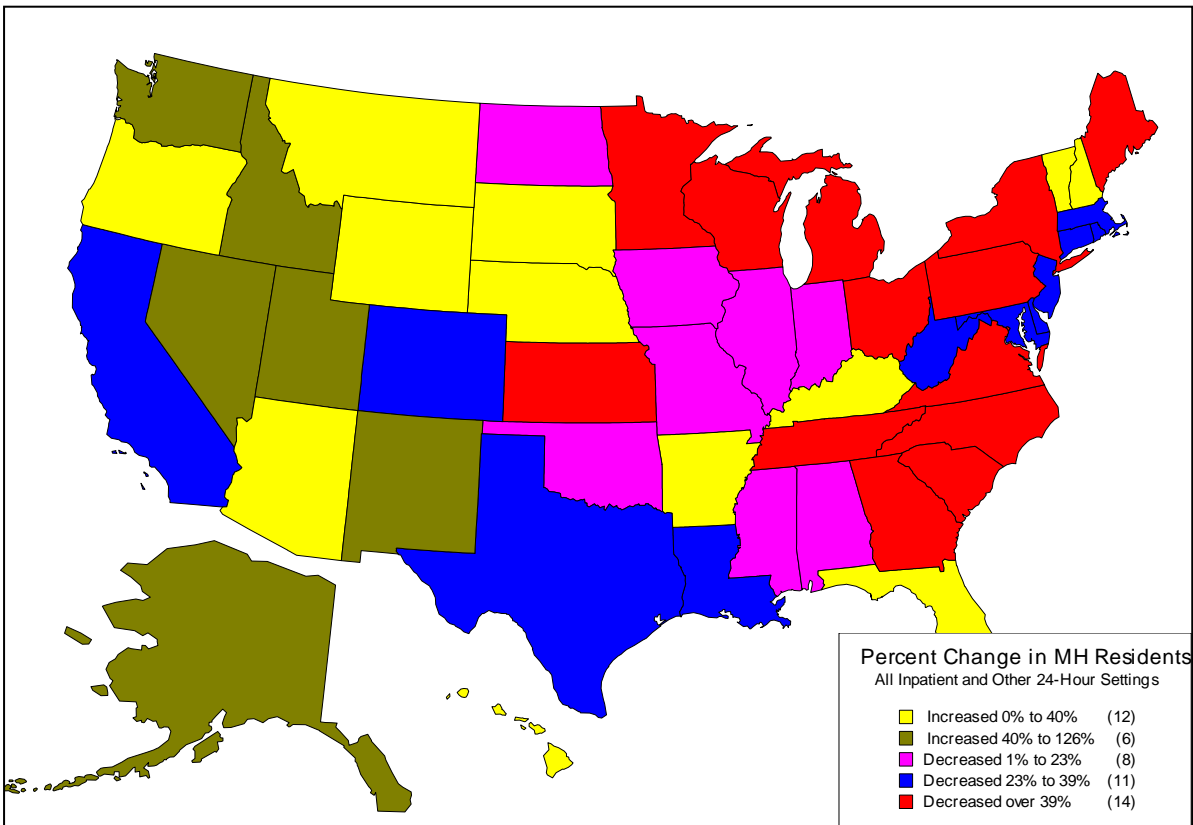 Percent Change in MH Residents
All Inpatient and Other 24-Hour Settings
Increased 0% to 40% (12)
Increased 40% to 126% (6)
Decreased 1% to 23% (8)
Decreased 23% to 39% (11)
Decreased over 39% (14)